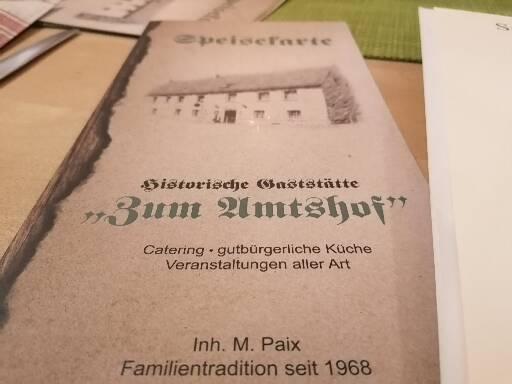 Speisekarte
Historische Gaststätte
„Zum Amtshof”
Catering • gutbürgerliche Küche
Veranstaltungen aller Art
Inh. M. Paix
Familientradition seit 1968
S